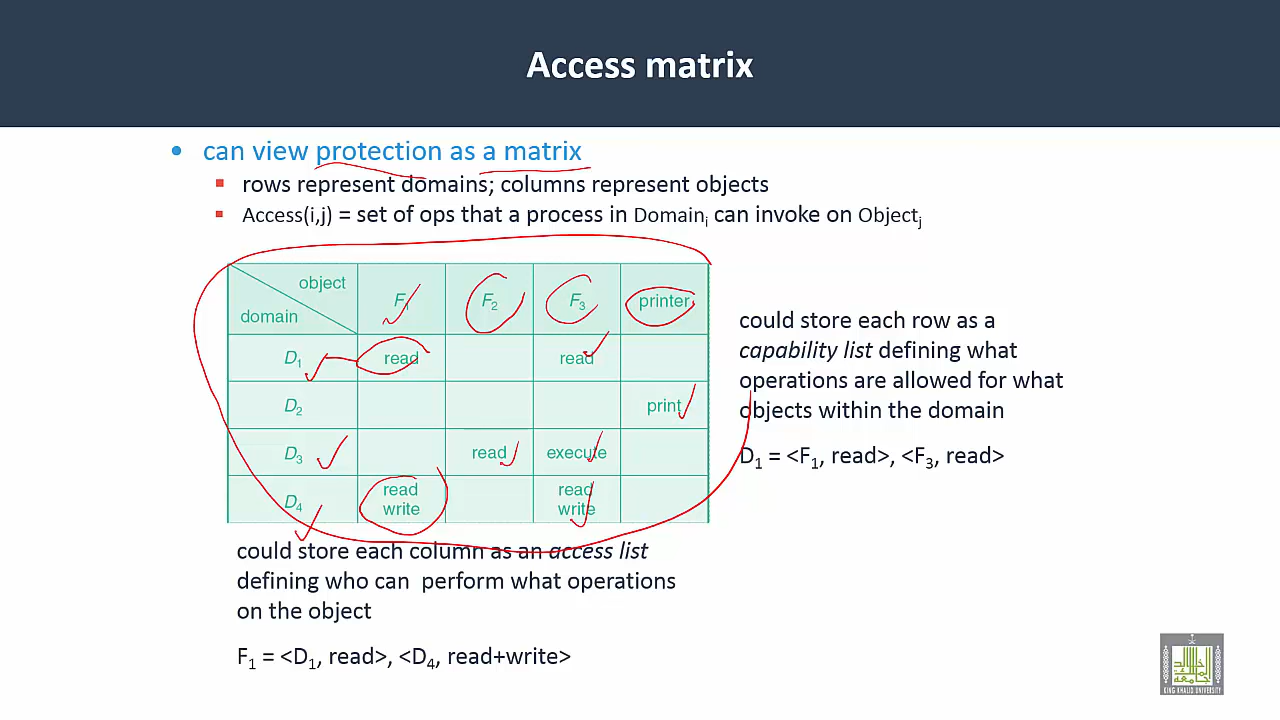 Access matrix
• can view protection as a matrix
▪ rows represent domains; columns represent objects
▪ Access(i,j) = set of ops that a process in Domainᵢ can invoke on Objectⱼ
object
domain
F₁ F₂ F₃ printer
D₁ read read
D₂ print
D₃ read execute
D₄ read write read write
could store each row as a
capability list defining what
operations are allowed for what
objects within the domain
D₁ = <F₁, read>, <F₃, read>
could store each column as an access list
defining who can perform what operations
on the object
F₁ = <D₁, read>, <D₄, read+write>
KING KHALID UNIVERSITY